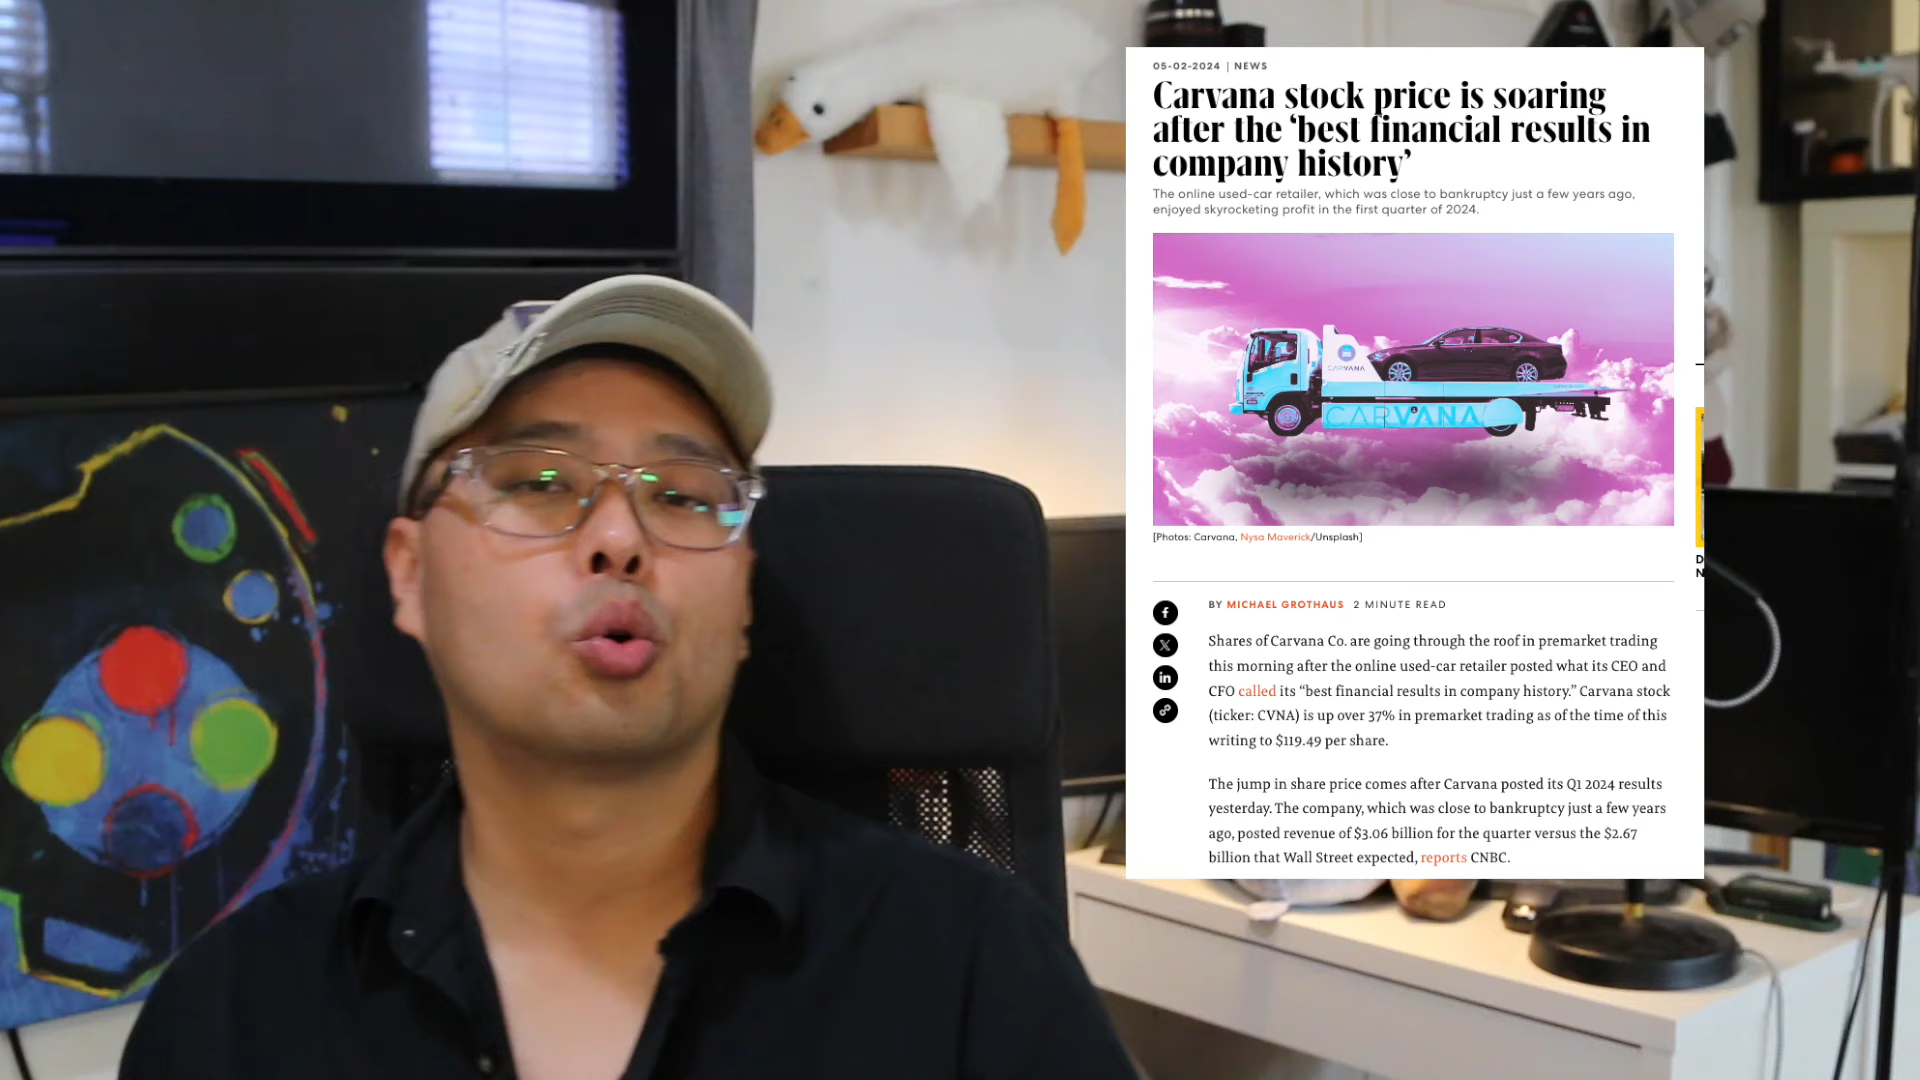 05-02-2024 | NEWS
Carvana stock price is soaring
after the ‘best financial results in
company history’
The online used-car retailer, which was close to bankruptcy just a few years ago,
enjoyed skyrocketing profit in the first quarter of 2024.
CARVANA
CARVANA
[Photos: Carvana, Nysa Maverick/Unsplash]
BY MICHAEL GROTHAUS 2 MINUTE READ
Shares of Carvana Co. are going through the roof in premarket trading
this morning after the online used-car retailer posted what its CEO and
CFO called its “best financial results in company history.” Carvana stock
(ticker: CVNA) is up over 37% in premarket trading as of the time of this
writing to $119.49 per share.
The jump in share price comes after Carvana posted its Q1 2024 results
yesterday. The company, which was close to bankruptcy just a few years
ago, posted revenue of $3.06 billion for the quarter versus the $2.67
billion that Wall Street expected, reports CNBC.
D
N